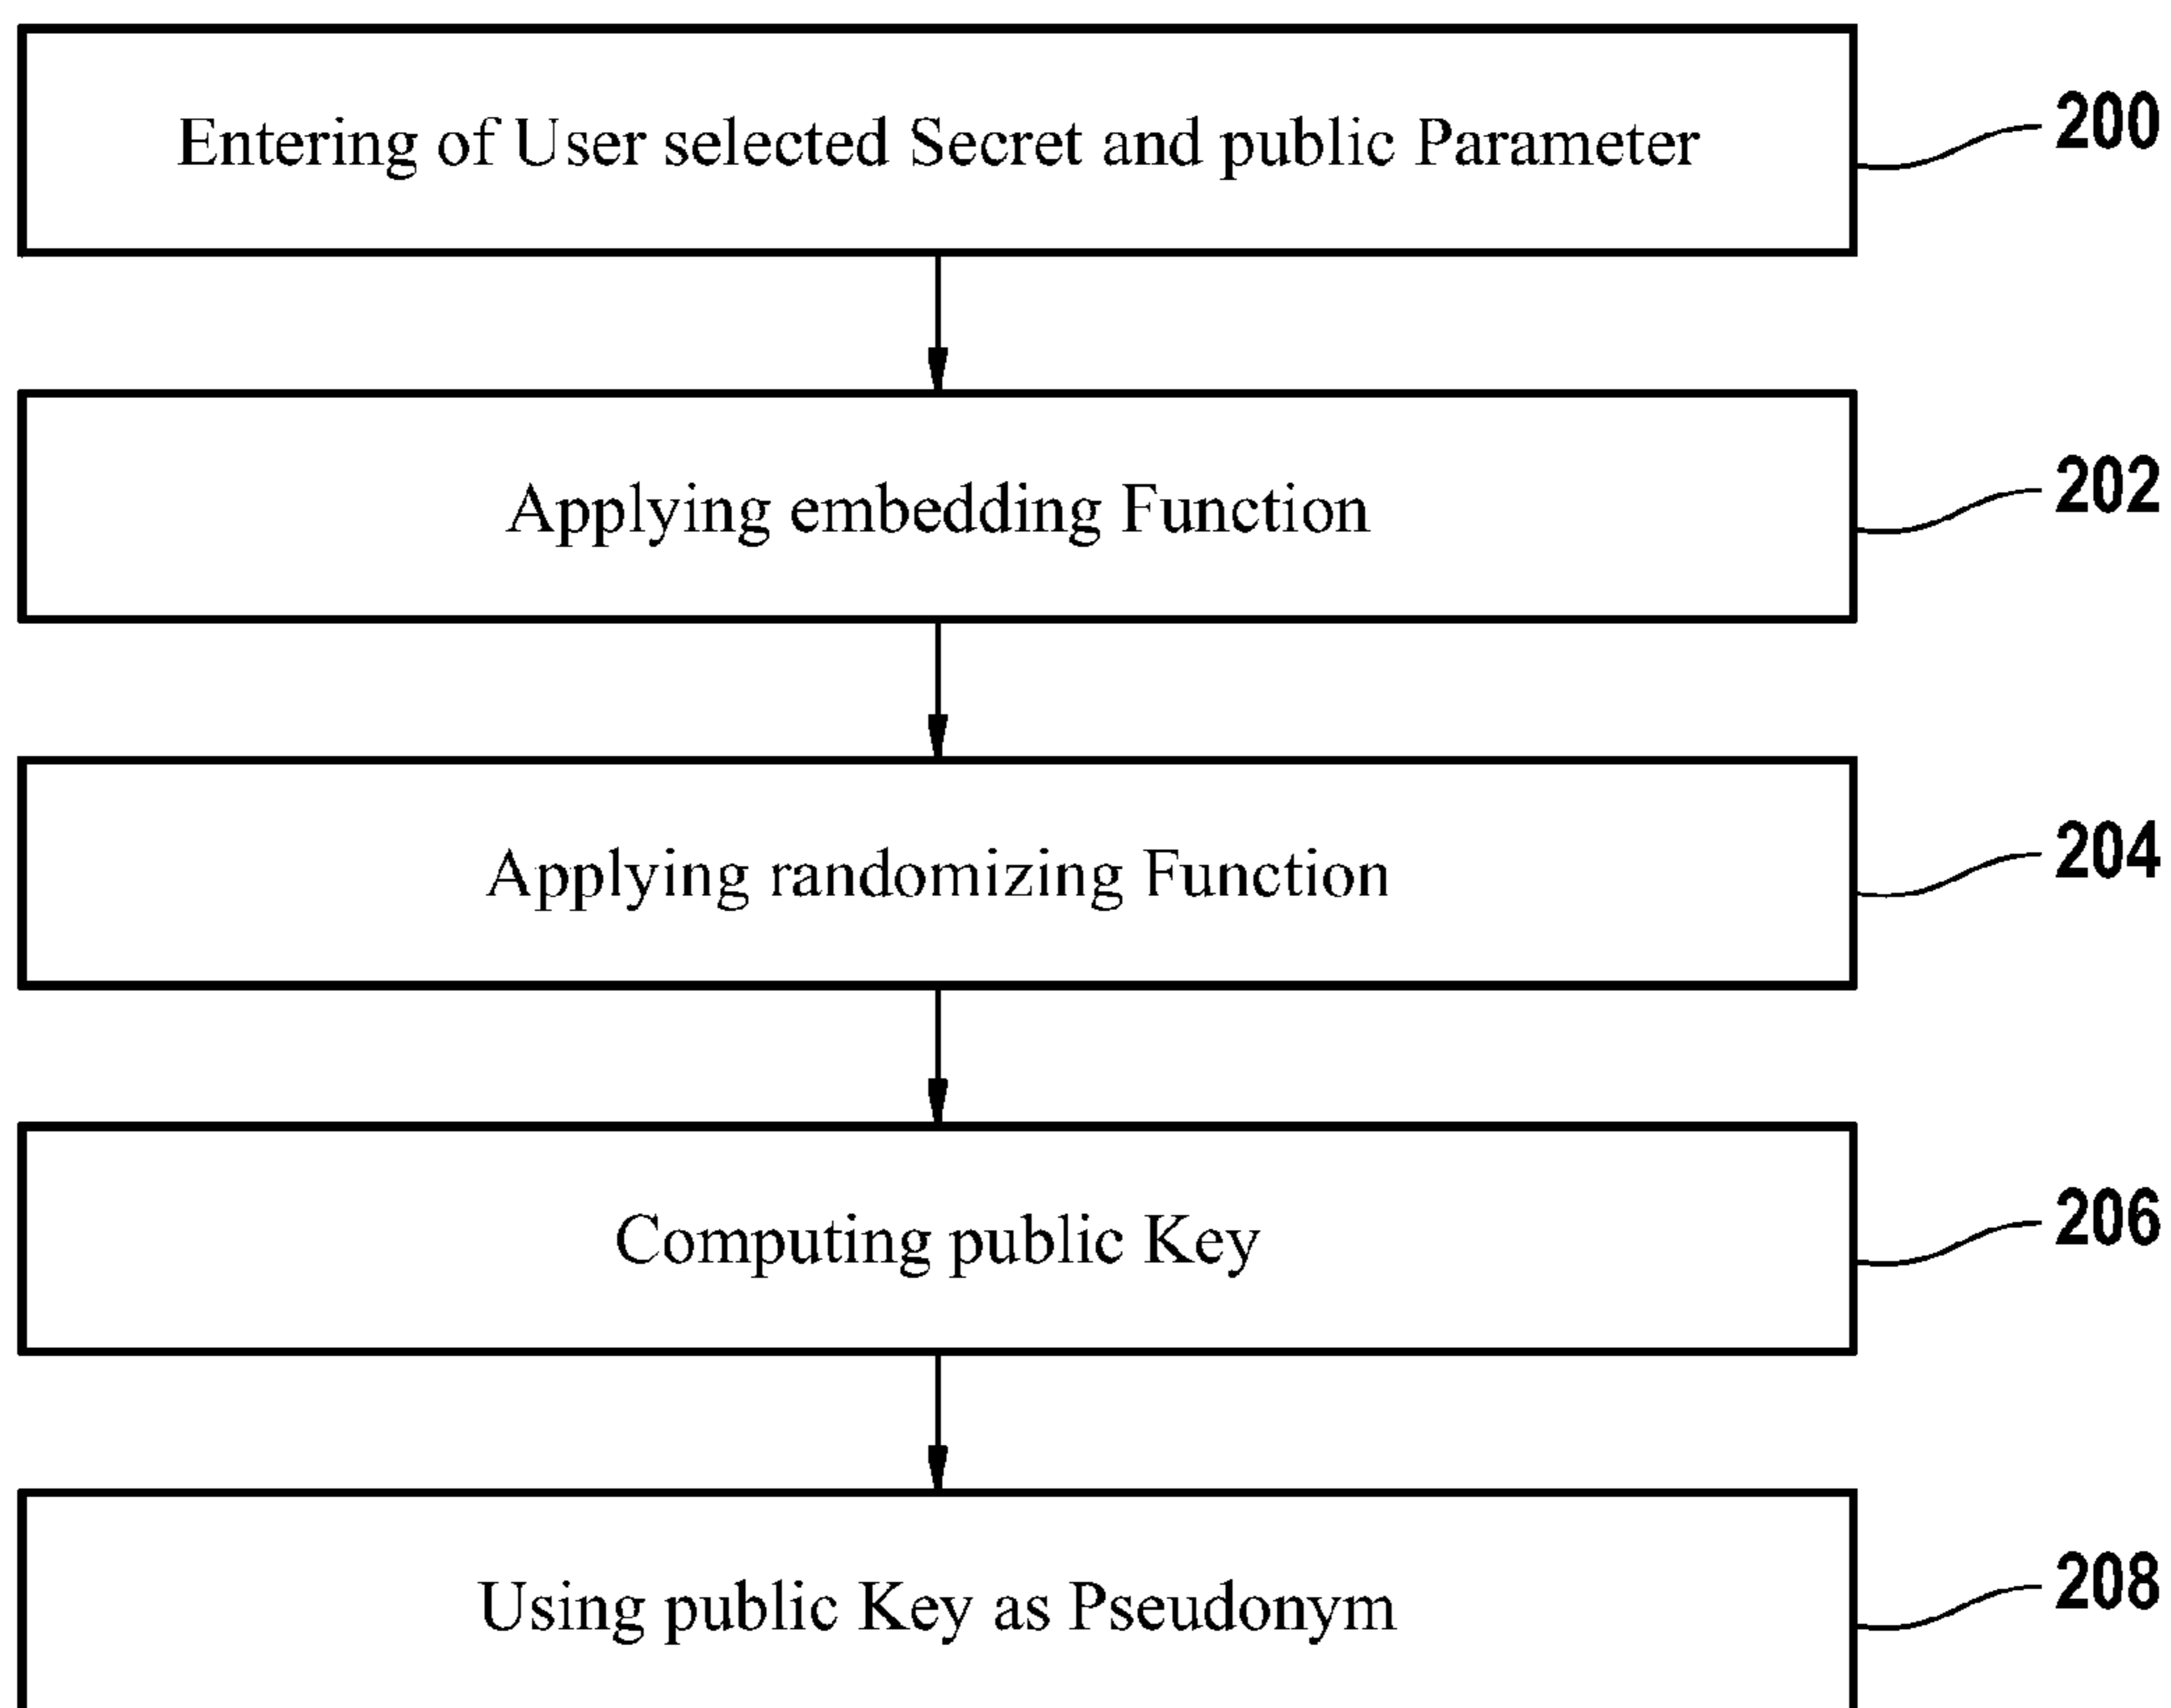 Entering of User selected Secret and public Parameter
200
Applying embedding Function
202
Applying randomizing Function
204
Computing public Key
206
Using public Key as Pseudonym
208